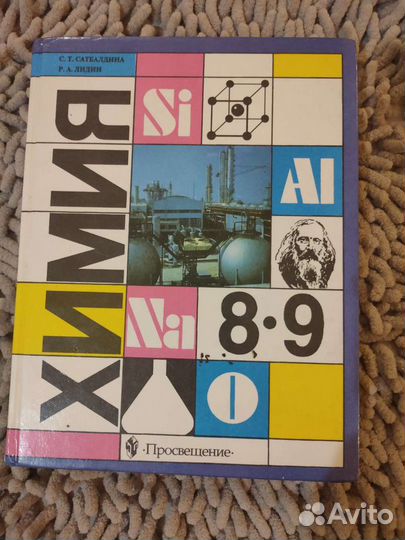 С. Т. САТБАЛДИНА
Р. А. ЛИДИН
ХИМИЯ
Si
Al
Na
8·9
·Просвещение·
Avito